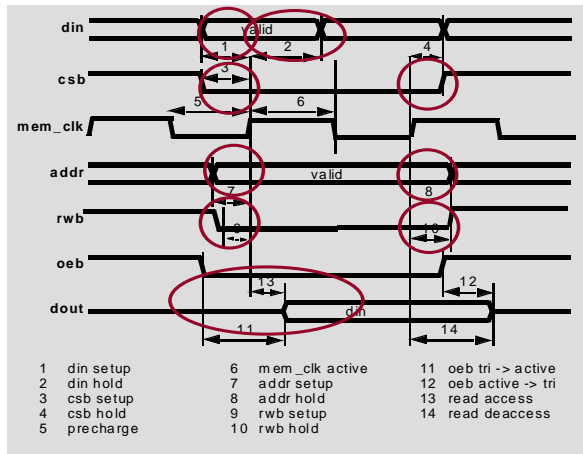 din
valid
1
2
4
csb
3
5
6
mem_clk
addr
valid
7
8
rwb
9
10
oeb
13
12
dout
din
11
14
1 din setup
2 din hold
3 csb setup
4 csb hold
5 precharge
6 mem_clk active
7 addr setup
8 addr hold
9 rwb setup
10 rwb hold
11 oeb tri -> active
12 oeb active -> tri
13 read access
14 read deaccess